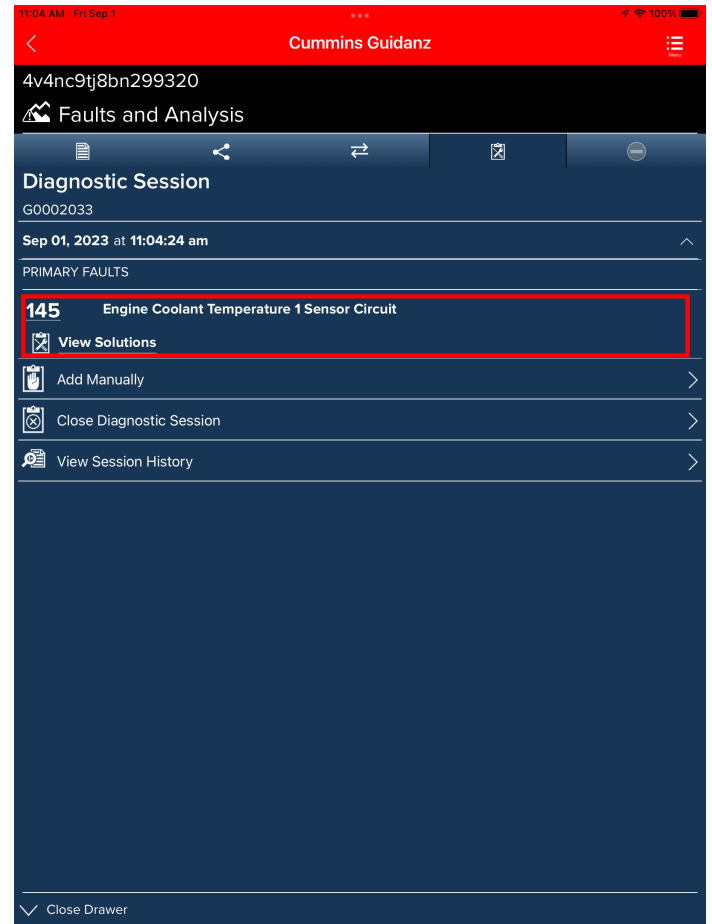 11:04 AM Fri Sep 1
100%
Cummins Guidanz
Menu
4v4nc9tj8bn299320
Faults and Analysis
Diagnostic Session
G0002033
Sep 01, 2023 at 11:04:24 am
PRIMARY FAULTS
145 Engine Coolant Temperature 1 Sensor Circuit
View Solutions
Add Manually
Close Diagnostic Session
View Session History
Close Drawer